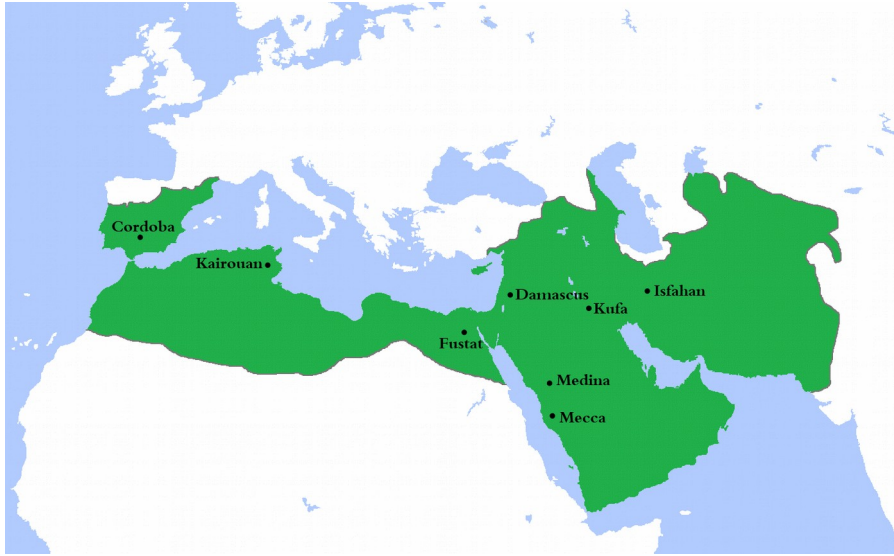 Cordoba
Kairouan
Damascus
Isfahan
Kufa
Fustat
Medina
Mecca